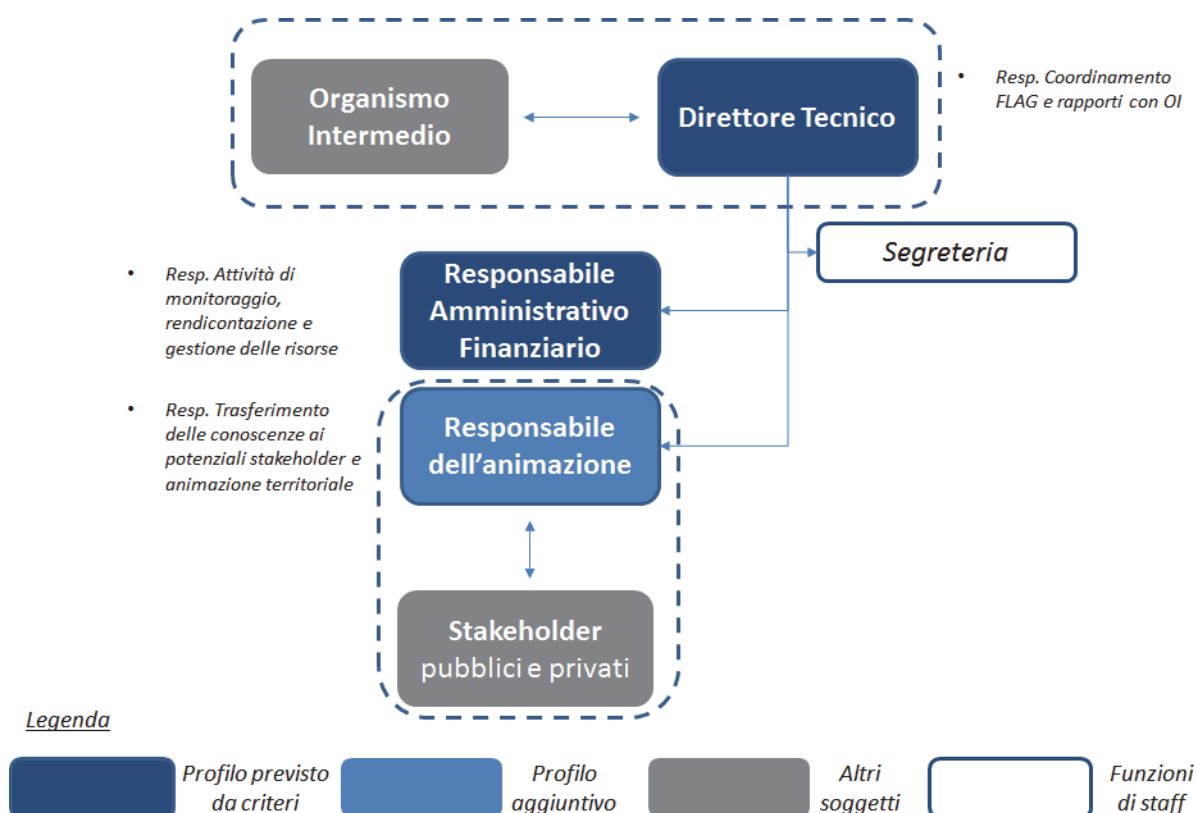 Organismo
Intermedio
Direttore Tecnico
• Resp. Coordinamento
FLAG e rapporti con OI
Segreteria
• Resp. Attività di
monitoraggio,
rendicontazione e
gestione delle risorse
Responsabile
Amministrativo
Finanziario
• Resp. Trasferimento
delle conoscenze ai
potenziali stakeholder e
animazione territoriale
Responsabile
dell'animazione
Stakeholder
pubblici e privati
Legenda
Profilo previsto
da criteri
Profilo
aggiuntivo
Altri
soggetti
Funzioni
di staff